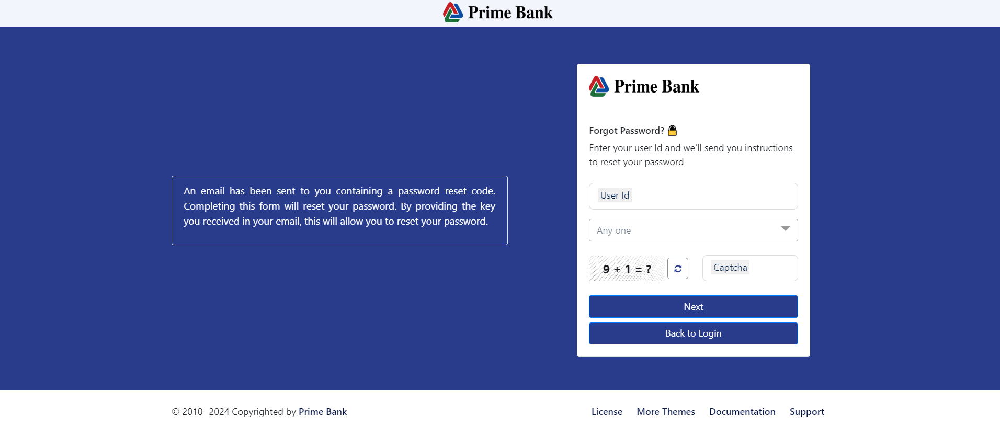 Prime Bank
An email has been sent to you containing a password reset code.
Completing this form will reset your password. By providing the key
you received in your email, this will allow you to reset your password.
Prime Bank
Forgot Password?
Enter your user Id and we'll send you instructions
to reset your password
User Id
Any one
9 + 1 = ?
Captcha
Next
Back to Login
© 2010- 2024 Copyrighted by Prime Bank
License More Themes Documentation Support